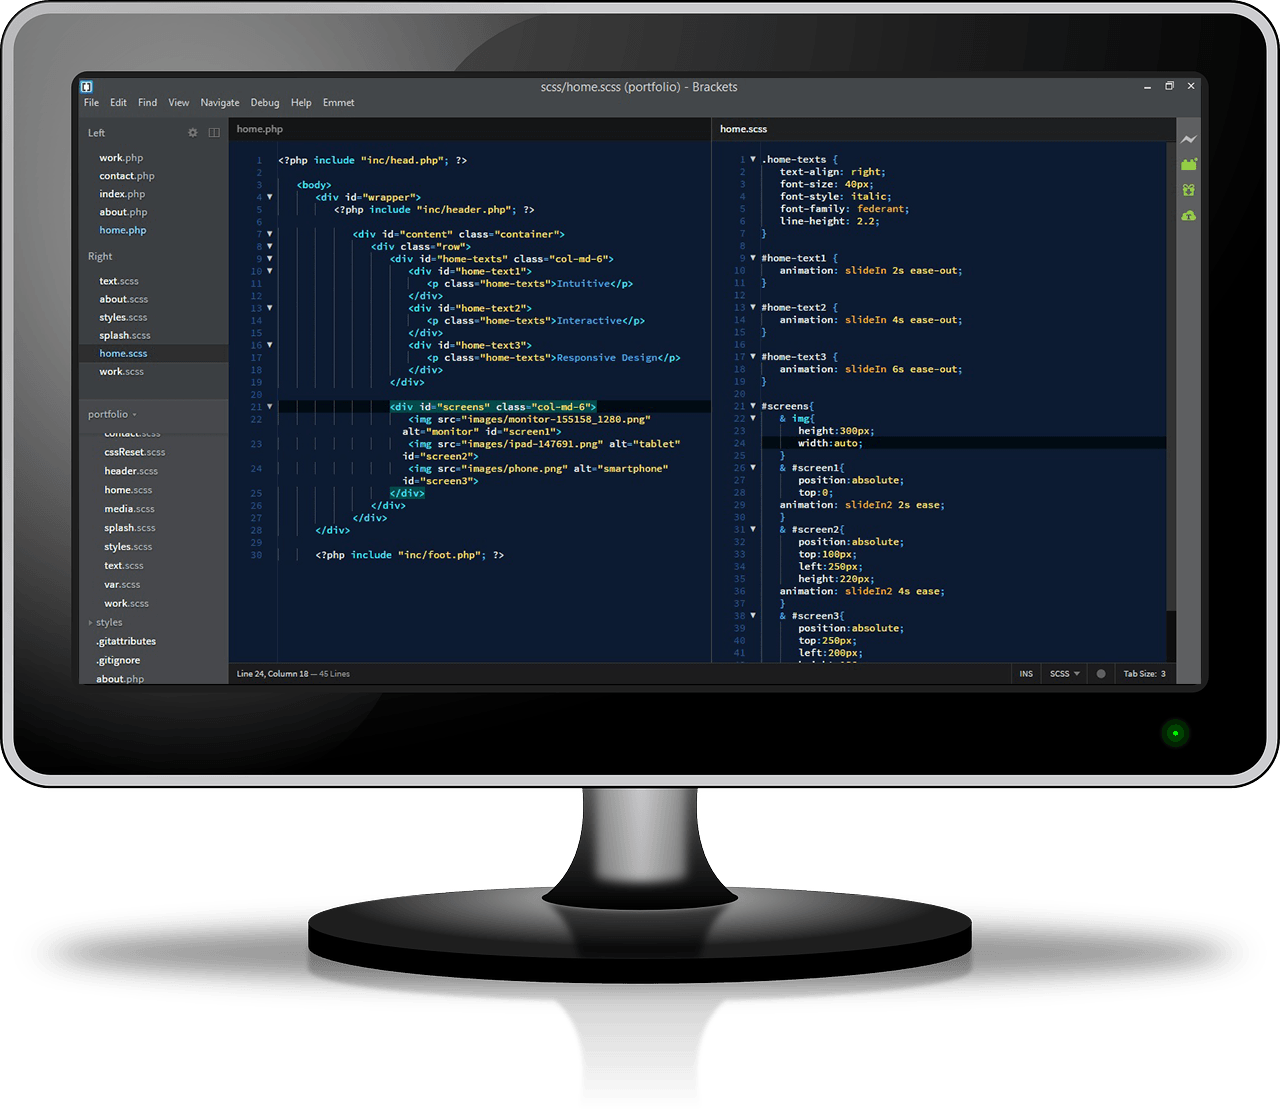 scss/home.scss (portfolio) - Brackets
File Edit Find View Navigate Debug Help Emmet
Left
work.php
contact.php
index.php
about.php
home.php
Right
text.scss
about.scss
styles.scss
splash.scss
home.scss
work.scss
portfolio
contact.scss
cssReset.scss
header.scss
home.scss
media.scss
splash.scss
styles.scss
text.scss
var.scss
work.scss
styles
.gitattributes
.gitignore
about.php
home.php
1 <?php include "inc/head.php"; ?>
2
3 <body>
4 <div id="wrapper">
5 <?php include "inc/header.php"; ?>
6
7 <div id="content" class="container">
8 <div class="row">
9 <div id="home-texts" class="col-md-6">
10 <div id="home-text1">
11 <p class="home-texts">Intuitive</p>
12 </div>
13 <div id="home-text2">
14 <p class="home-texts">Interactive</p>
15 </div>
16 <div id="home-text3">
17 <p class="home-texts">Responsive Design</p>
18 </div>
19 </div>
20
21 <div id="screens" class="col-md-6">
22 <img src="images/monitor-155158_1280.png"
alt="monitor" id="screen1">
23 <img src="images/ipad-147691.png" alt="tablet"
id="screen2">
24 <img src="images/phone.png" alt="smartphone"
id="screen3">
25 </div>
26 </div>
27 </div>
28 </div>
29
30 <?php include "inc/foot.php"; ?>
home.scss
1 .home-texts {
2 text-align: right;
3 font-size: 40px;
4 font-style: italic;
5 font-family: federant;
6 line-height: 2.2;
7 }
8
9 #home-text1 {
10 animation: slideIn 2s ease-out;
11 }
12
13 #home-text2 {
14 animation: slideIn 4s ease-out;
15 }
16
17 #home-text3 {
18 animation: slideIn 6s ease-out;
19 }
20
21 #screens{
22 & img{
23 height:300px;
24 width:auto;
25 }
26 & #screen1{
27 position:absolute;
28 top:0;
29 animation: slideIn2 2s ease;
30 }
31 & #screen2{
32 position:absolute;
33 top:100px;
34 left:250px;
35 height:220px;
36 animation: slideIn2 4s ease;
37 }
38 & #screen3{
39 position:absolute;
40 top:250px;
41 left:200px;
Line 24, Column 18 — 45 Lines
INS SCSS Tab Size: 3